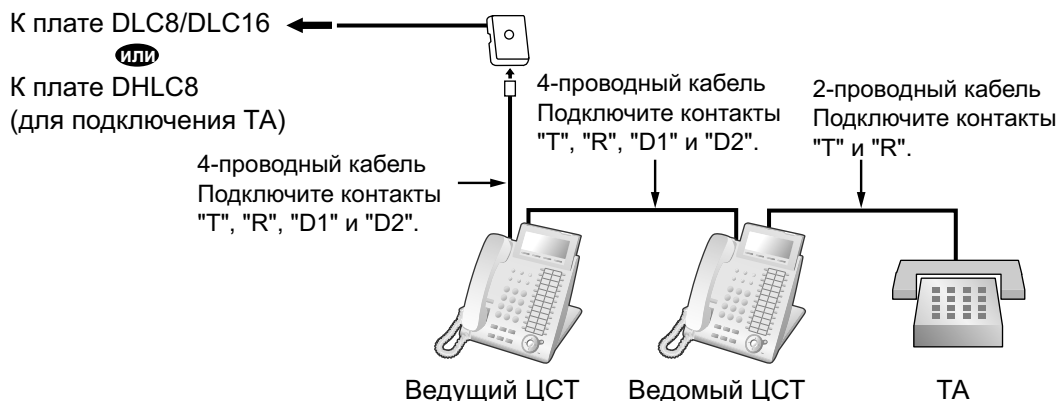 К плате DLC8/DLC16
или
К плате DHLC8
(для подключения ТА)
4-проводный кабель
Подключите контакты
"T", "R", "D1" и "D2".
4-проводный кабель
Подключите контакты
"T", "R", "D1" и "D2".
2-проводный кабель
Подключите контакты
"T" и "R".
Ведущий ЦСТ
Ведомый ЦСТ
ТА